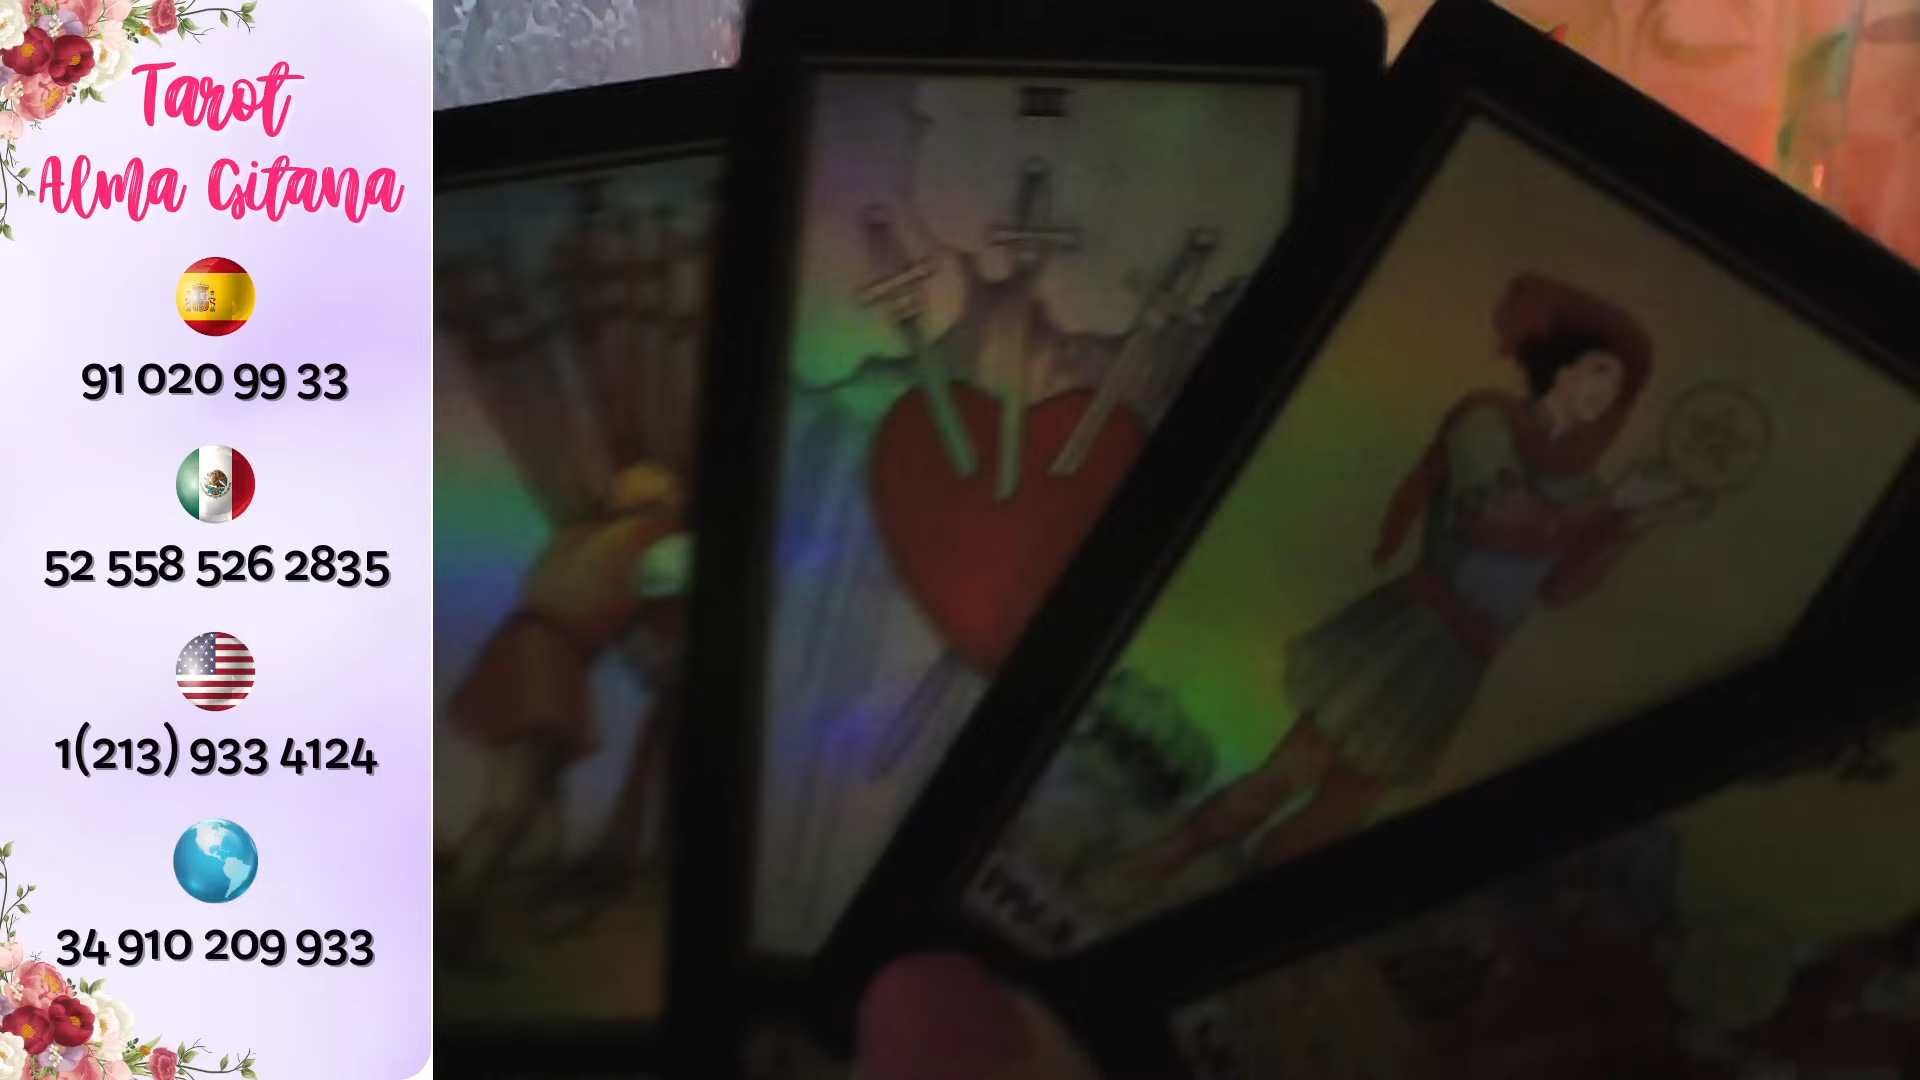 Tarot
Alma Gitana
91 020 99 33
52 558 526 2835
1(213) 933 4124
34 910 209 933
III